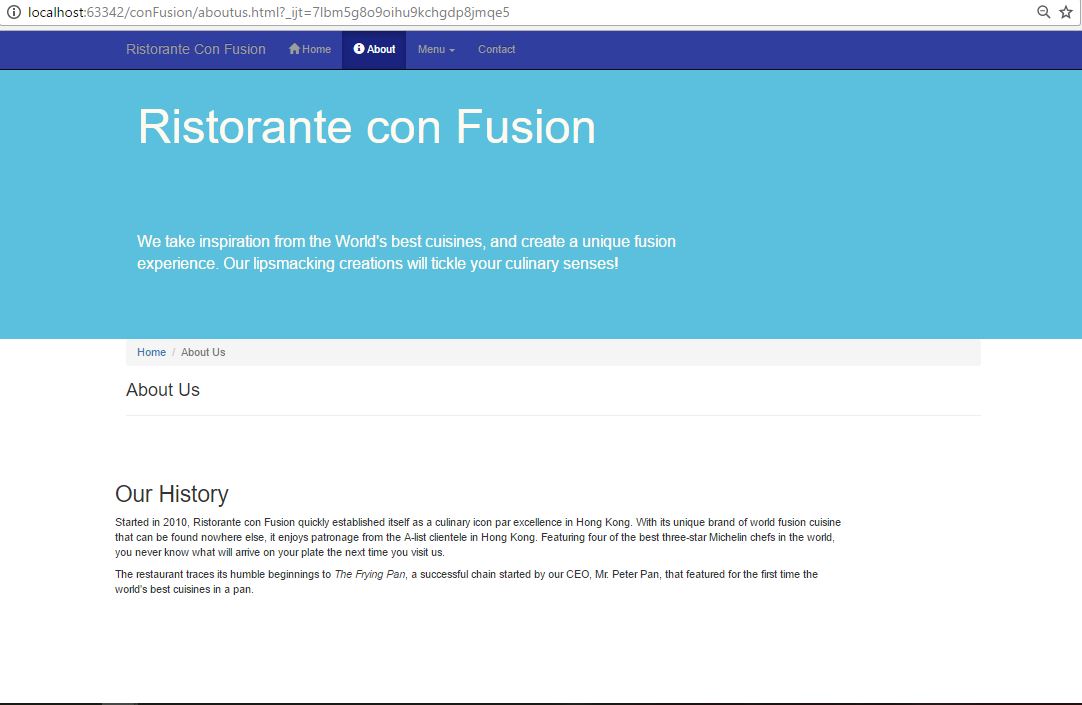 localhost:63342/conFusion/aboutus.html?_ijt=7lbm5g8o9oihu9kchgdp8jmqe5
Ristorante Con Fusion Home About Menu Contact
Ristorante con Fusion
We take inspiration from the World's best cuisines, and create a unique fusion
experience. Our lipsmacking creations will tickle your culinary senses!
Home / About Us
About Us
Our History
Started in 2010, Ristorante con Fusion quickly established itself as a culinary icon par excellence in Hong Kong. With its unique brand of world fusion cuisine
that can be found nowhere else, it enjoys patronage from the A-list clientele in Hong Kong. Featuring four of the best three-star Michelin chefs in the world,
you never know what will arrive on your plate the next time you visit us.
The restaurant traces its humble beginnings to The Frying Pan, a successful chain started by our CEO, Mr. Peter Pan, that featured for the first time the
world's best cuisines in a pan.